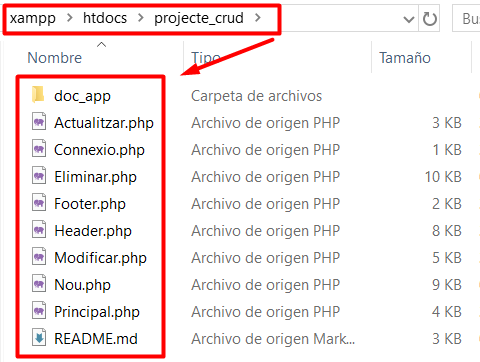 xampp > htdocs > projecte_crud > Bu
Nombre Tipo Tamaño
doc_app Carpeta de archivos
Actualitzar.php Archivo de origen PHP 3 KB
Connexio.php Archivo de origen PHP 1 KB
Eliminar.php Archivo de origen PHP 10 KB
Footer.php Archivo de origen PHP 2 KB
Header.php Archivo de origen PHP 8 KB
Modificar.php Archivo de origen PHP 5 KB
Nou.php Archivo de origen PHP 9 KB
Principal.php Archivo de origen PHP 4 KB
README.md Archivo de origen Mark... 3 KB